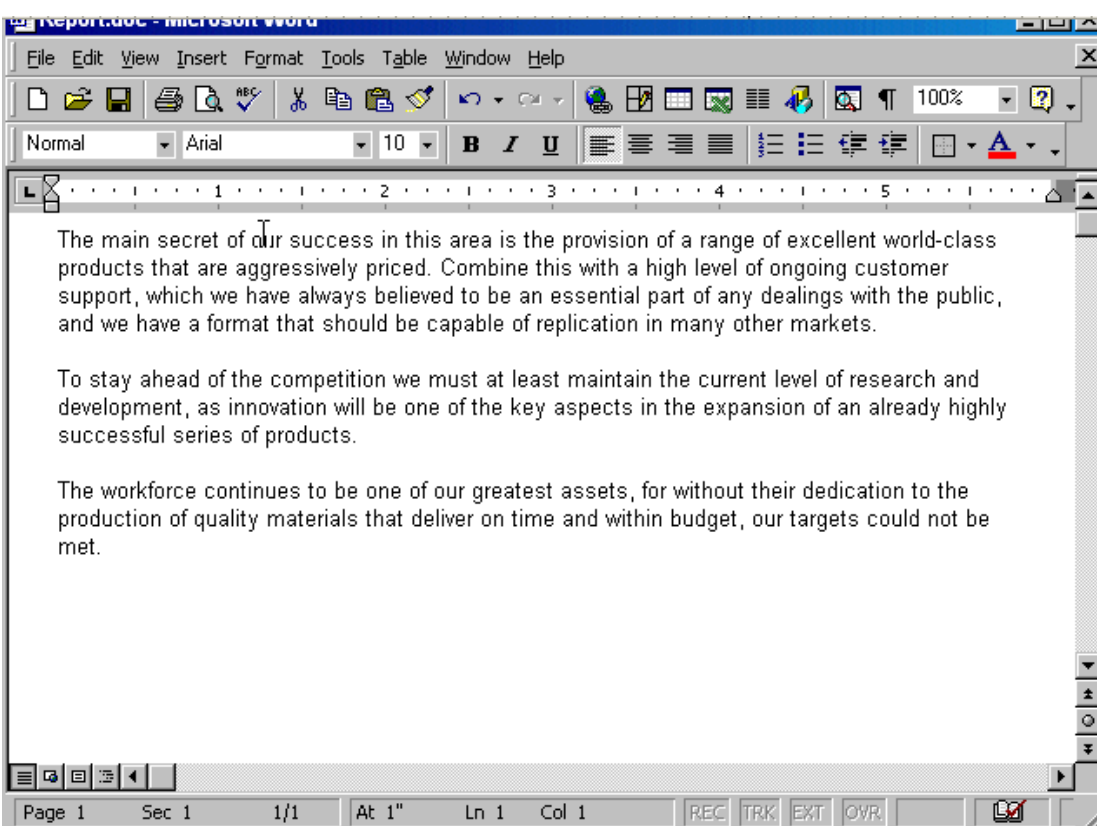 Report.doc - Microsoft Word
File Edit View Insert Format Tools Table Window Help
ABC 100%
Normal Arial 10 B I U A
1 2 3 4 5
The main secret of our success in this area is the provision of a range of excellent world-class
products that are aggressively priced. Combine this with a high level of ongoing customer
support, which we have always believed to be an essential part of any dealings with the public,
and we have a format that should be capable of replication in many other markets.
To stay ahead of the competition we must at least maintain the current level of research and
development, as innovation will be one of the key aspects in the expansion of an already highly
successful series of products.
The workforce continues to be one of our greatest assets, for without their dedication to the
production of quality materials that deliver on time and within budget, our targets could not be
met.
Page 1 Sec 1 1/1 At 1" Ln 1 Col 1 REC TRK EXT OVR